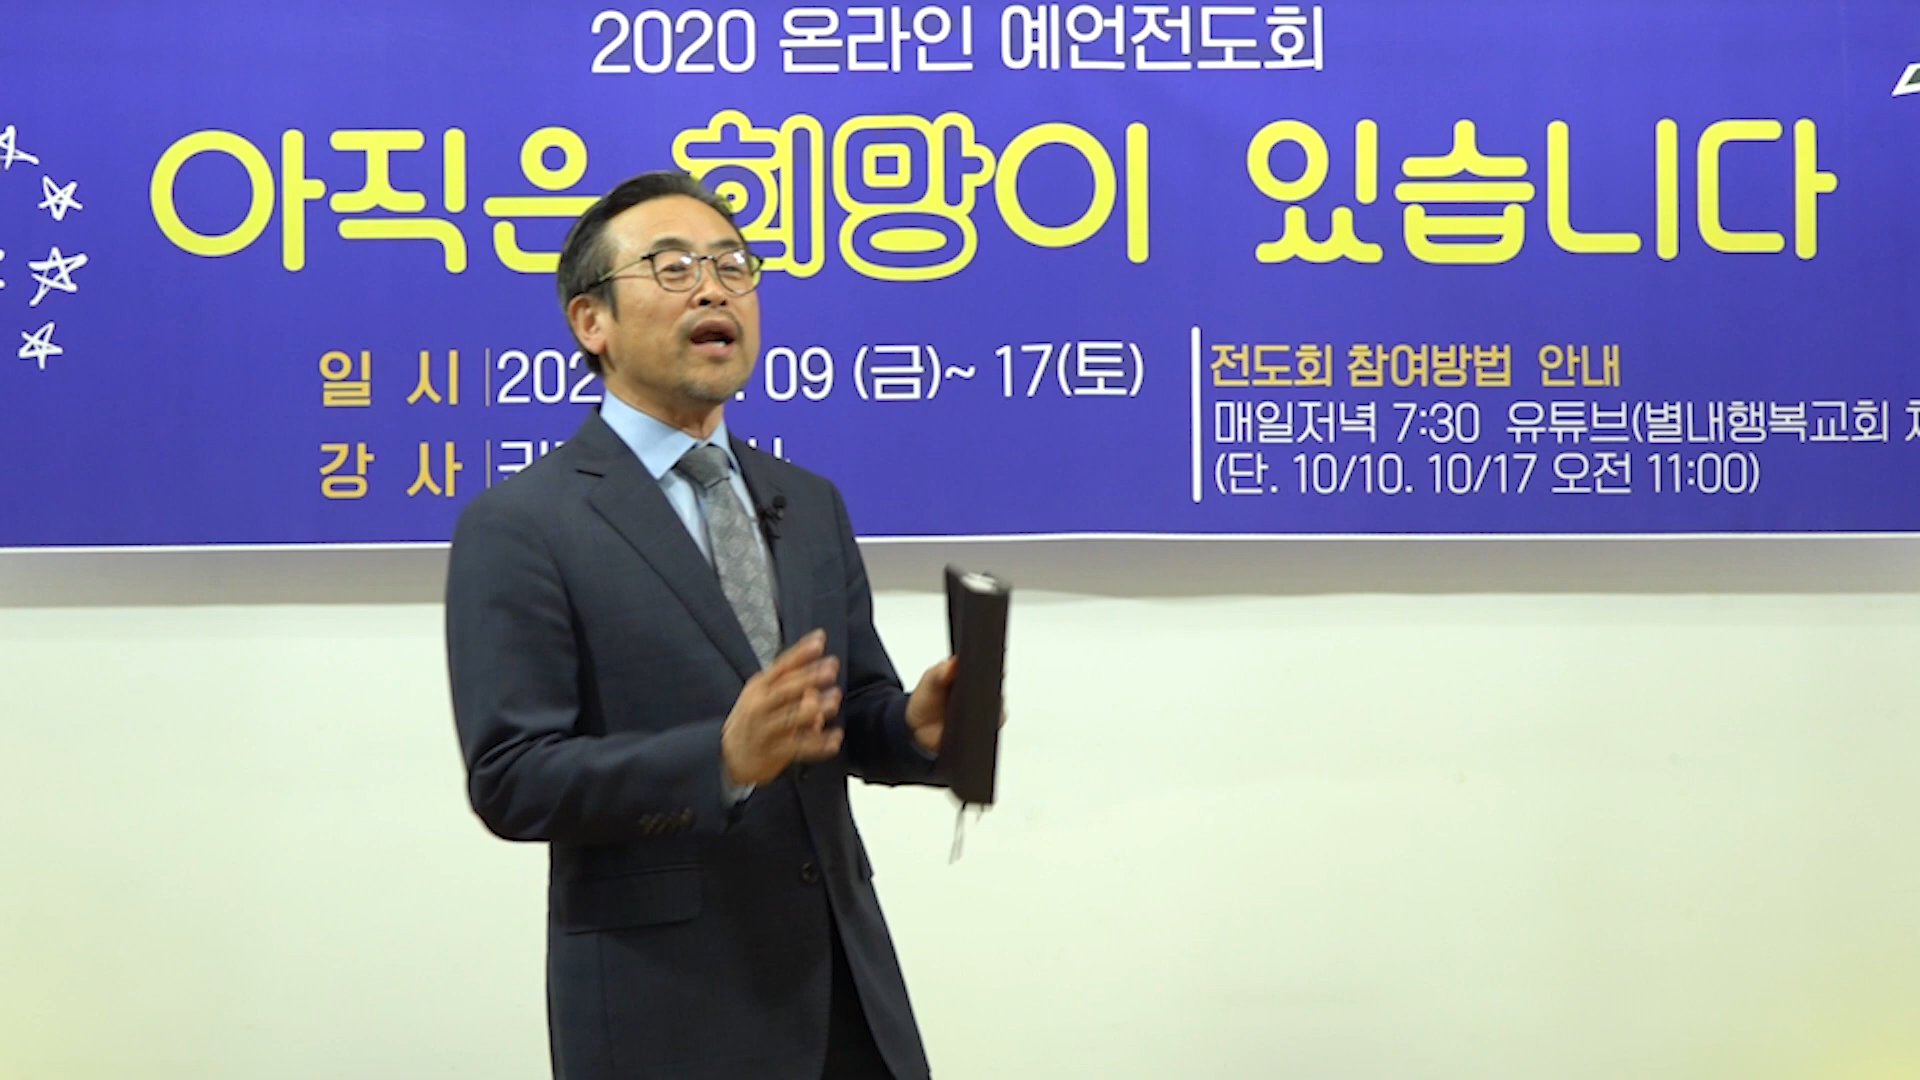 2020 온라인 예언전도회
아직은 희망이 있습니다
일 시 09 (금)~ 17(토)
강 사
전도회 참여방법 안내
매일저녁 7:30 유튜브(별내행복교회
(단. 10/10. 10/17 오전 11:00)